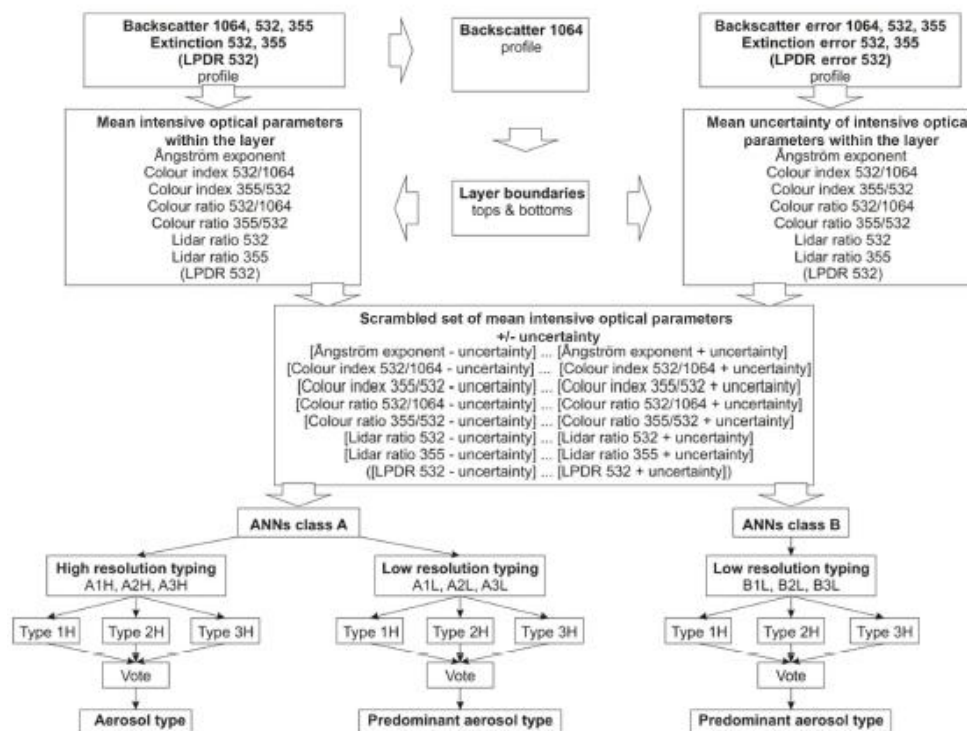 Backscatter 1064, 532, 355
Extinction 532, 355
(LPDR 532)
profile
Backscatter 1064
profile
Backscatter error 1064, 532, 355
Extinction error 532, 355
(LPDR error 532)
profile
Mean intensive optical parameters
within the layer
Ångström exponent
Colour index 532/1064
Colour index 355/532
Colour ratio 532/1064
Colour ratio 355/532
Lidar ratio 532
Lidar ratio 355
(LPDR 532)
Layer boundaries
tops & bottoms
Mean uncertainty of intensive optical
parameters within the layer
Ångström exponent
Colour index 532/1064
Colour index 355/532
Colour ratio 532/1064
Colour ratio 355/532
Lidar ratio 532
Lidar ratio 355
(LPDR 532)
Scrambled set of mean intensive optical parameters
+/- uncertainty
[Ångström exponent - uncertainty] ... [Ångström exponent + uncertainty]
[Colour index 532/1064 - uncertainty] ... [Colour index 532/1064 + uncertainty]
[Colour index 355/532 - uncertainty] ... [Colour index 355/532 + uncertainty]
[Colour ratio 532/1064 - uncertainty] ... [Colour ratio 532/1064 + uncertainty]
[Colour ratio 355/532 - uncertainty] ... [Colour ratio 355/532 + uncertainty]
[Lidar ratio 532 - uncertainty] ... [Lidar ratio 532 + uncertainty]
[Lidar ratio 355 - uncertainty] ... [Lidar ratio 355 + uncertainty]
([LPDR 532 - uncertainty] ... [LPDR 532 + uncertainty])
ANNs class A
ANNs class B
High resolution typing
A1H, A2H, A3H
Low resolution typing
A1L, A2L, A3L
Low resolution typing
B1L, B2L, B3L
Type 1H
Type 2H
Type 3H
Type 1H
Type 2H
Type 3H
Type 1H
Type 2H
Type 3H
Vote
Vote
Vote
Aerosol type
Predominant aerosol type
Predominant aerosol type